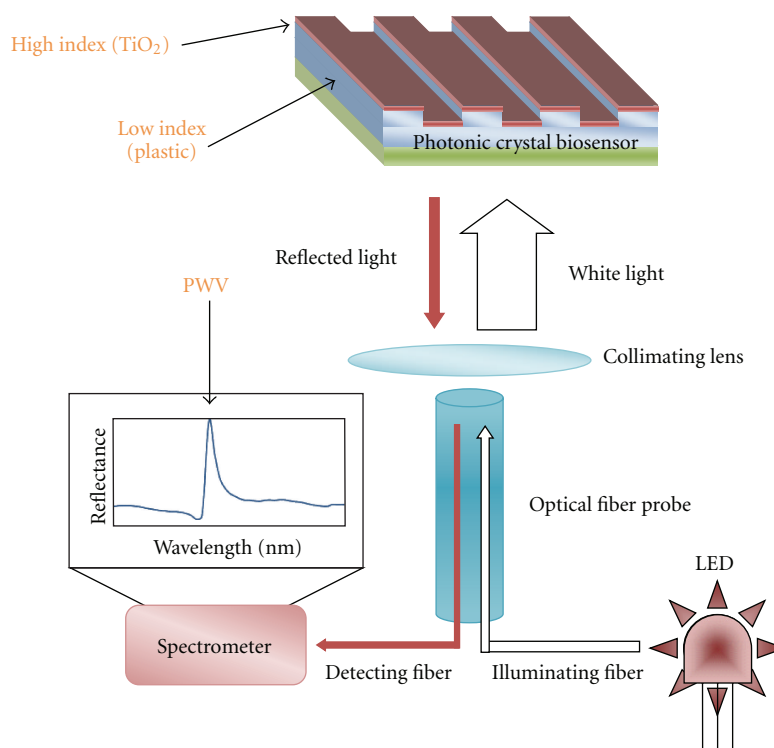 High index (TiO₂)
Low index
(plastic)
Photonic crystal biosensor
Reflected light
White light
PWV
Collimating lens
Reflectance
Wavelength (nm)
Optical fiber probe
LED
Spectrometer
Detecting fiber
Illuminating fiber